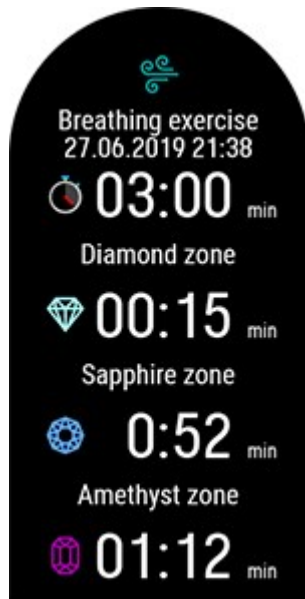 Breathing exercise
27.06.2019 21:38
03:00 min
Diamond zone
00:15 min
Sapphire zone
0:52 min
Amethyst zone
01:12 min